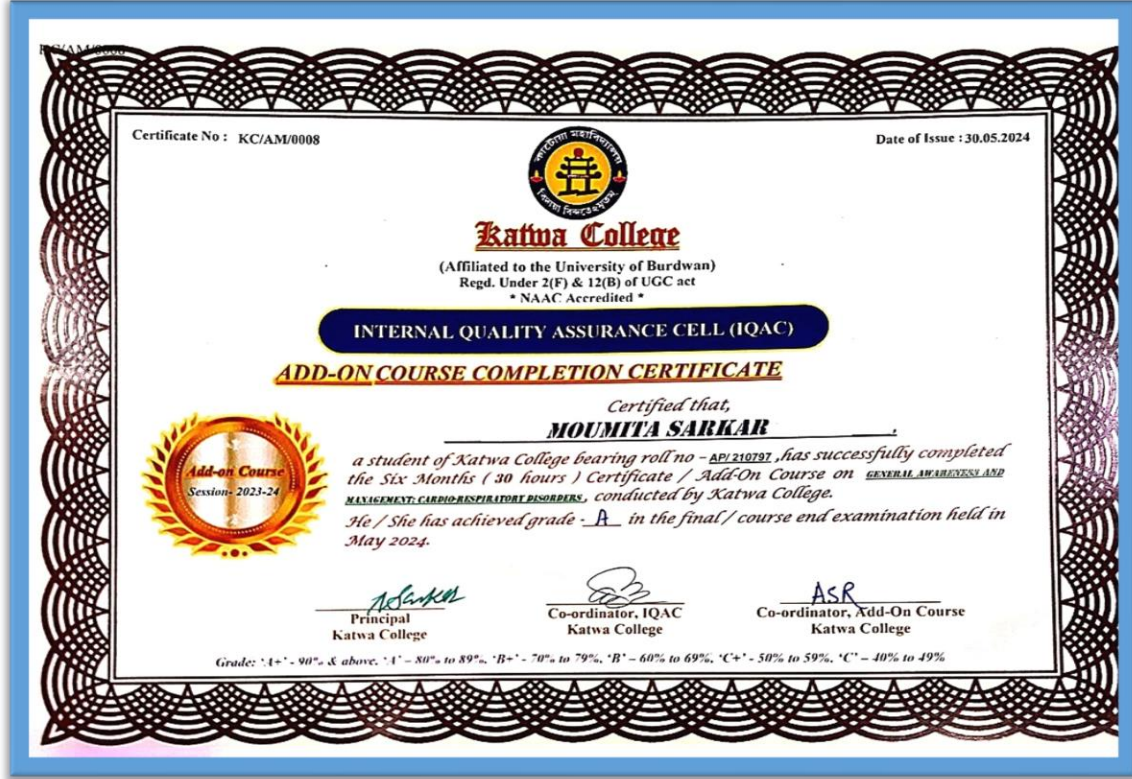 Certificate No : KC/AM/0008
Date of Issue : 30.05.2024
কাটোয়া মহাবিদ্যালয়
Katwa College
(Affiliated to the University of Burdwan)
Regd. Under 2(F) & 12(B) of UGC act
* NAAC Accredited *
INTERNAL QUALITY ASSURANCE CELL (IQAC)
ADD-ON COURSE COMPLETION CERTIFICATE
Certified that,
MOUMITA SARKAR .
a student of Katwa College bearing roll no – AP/ 210797 , has successfully completed
the Six Months ( 30 hours ) Certificate / Add-On Course on GENERAL AWARENESS AND
MANAGEMENT: CARDIO-RESPIRATORY DISORDERS , conducted by Katwa College.
He / She has achieved grade - A in the final / course end examination held in
May 2024.
Add-on Course
Session- 2023-24
Principal
Katwa College
Co-ordinator, IQAC
Katwa College
ASR
Co-ordinator, Add-On Course
Katwa College
Grade: 'A+' - 90% & above. 'A' – 80% to 89%. 'B+' - 70% to 79%. 'B' – 60% to 69%. 'C+' - 50% to 59%. 'C' – 40% to 49%